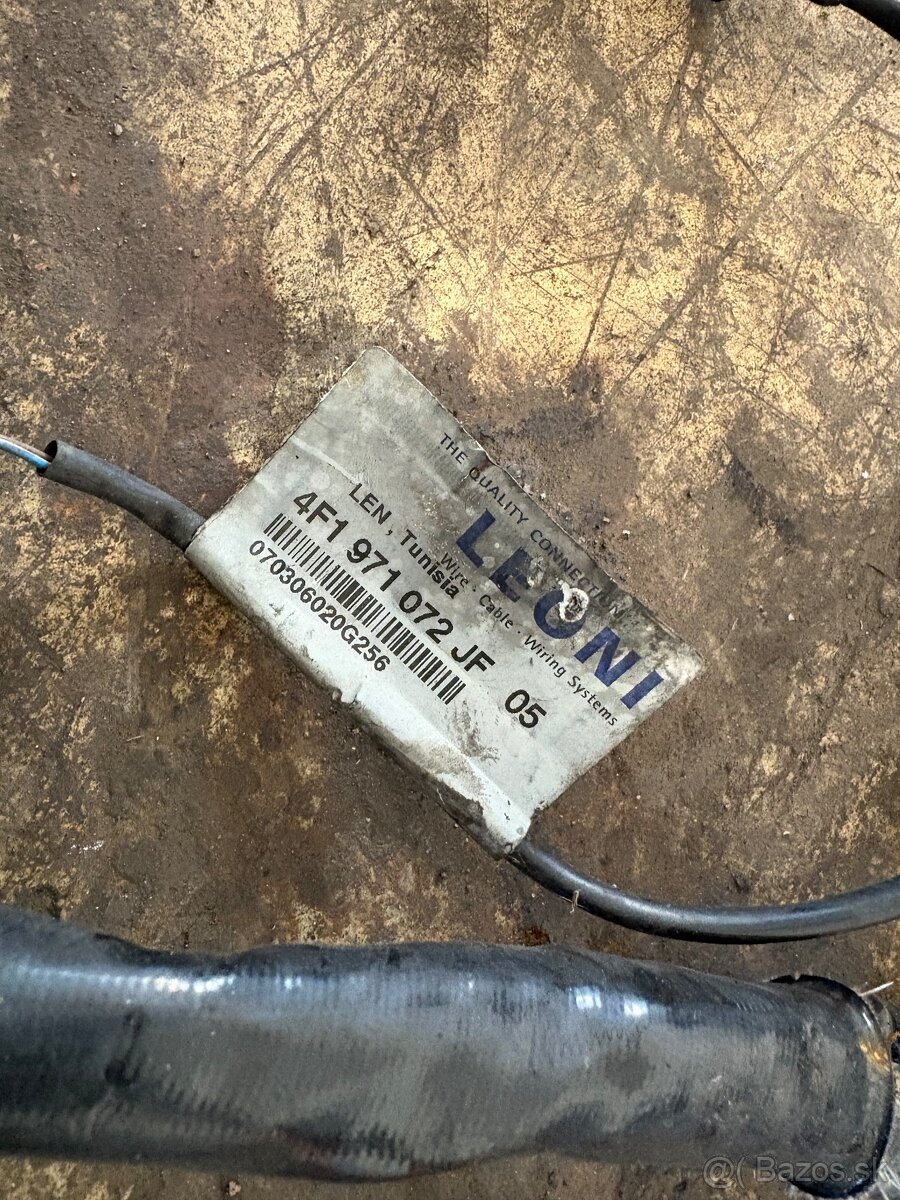 THE QUALITY CONNECTION
LEONI
Wire · Cable · Wiring Systems
LEN, Tunisia
4F1 971 072 JF 05
070306020G256
Bazos.sk